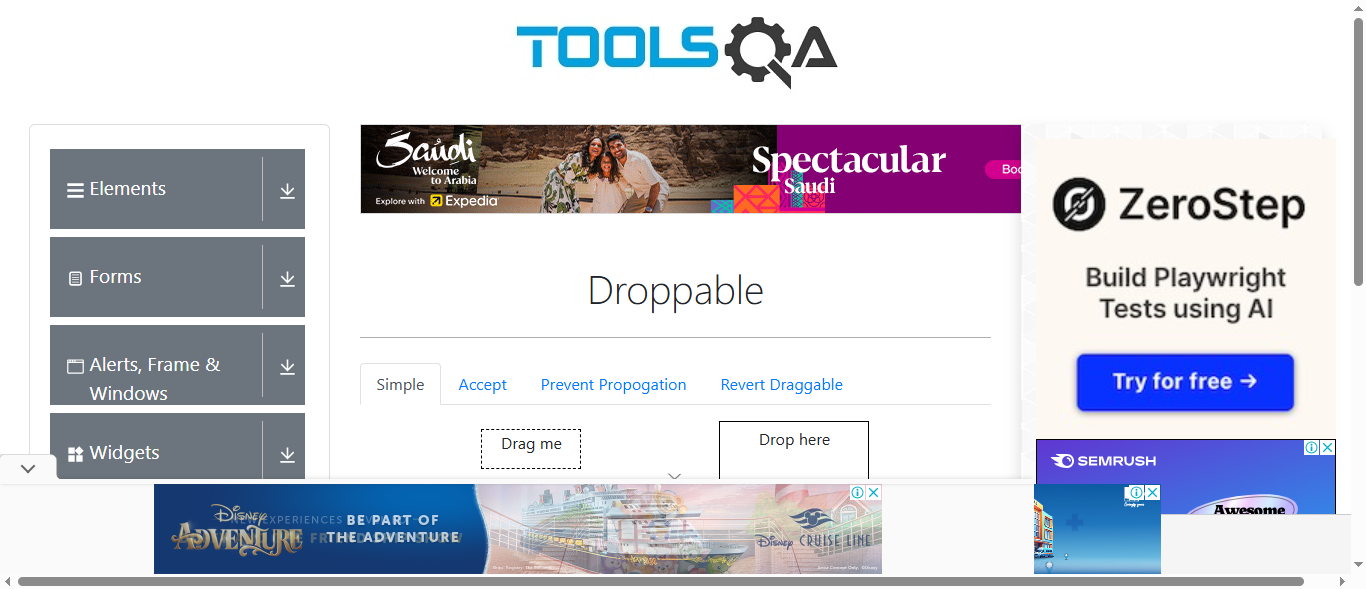 TOOLSQA
Elements
Forms
Alerts, Frame &
Windows
Widgets
Saudi
Welcome
to Arabia
Explore with Expedia
Spectacular
Saudi
Boo
Droppable
Simple
Accept
Prevent Propogation
Revert Draggable
Drag me
Drop here
ZeroStep
Build Playwright
Tests using AI
Try for free →
SEMRUSH
Awesome
Disney
ADVENTURE
BE PART OF
THE ADVENTURE
Disney CRUISE LINE